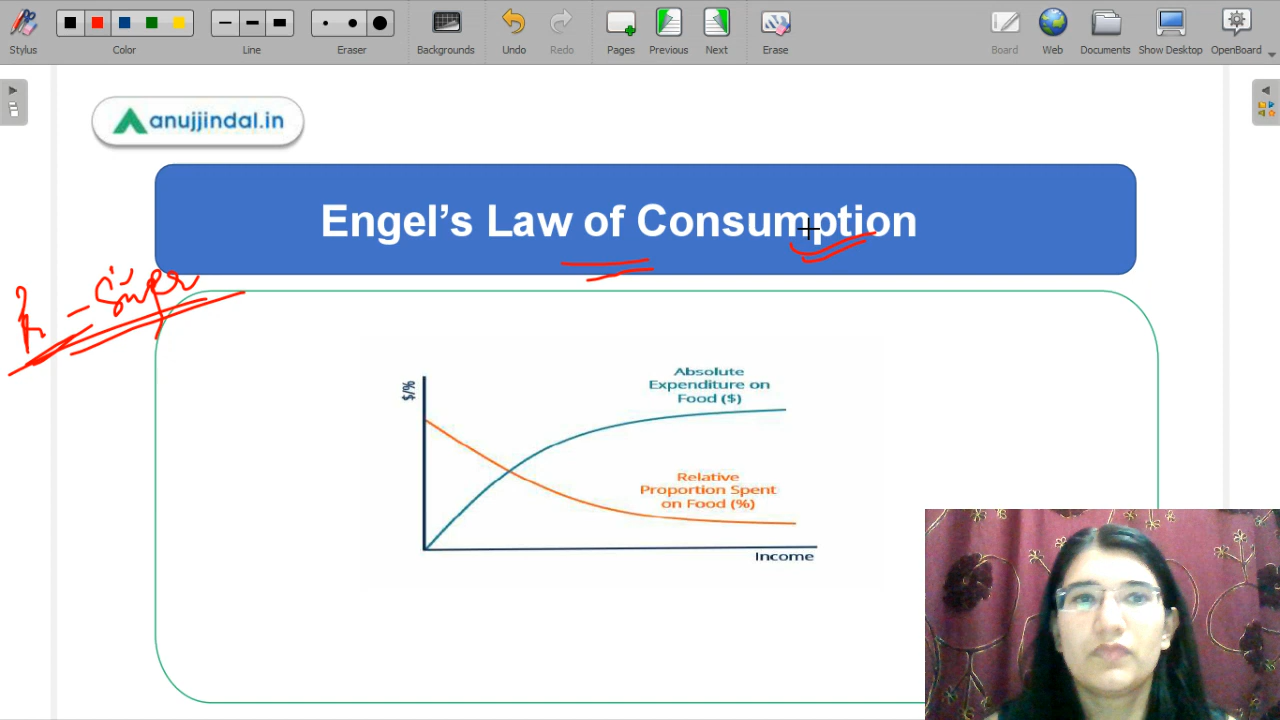 Stylus
Color
Line
Eraser
Backgrounds
Undo
Redo
Pages
Previous
Next
Erase
Board
Web
Documents
Show Desktop
OpenBoard
anujjindal.in
Engel’s Law of Consumption
$/%
Absolute
Expenditure on
Food ($)
Relative
Proportion Spent
on Food (%)
Income